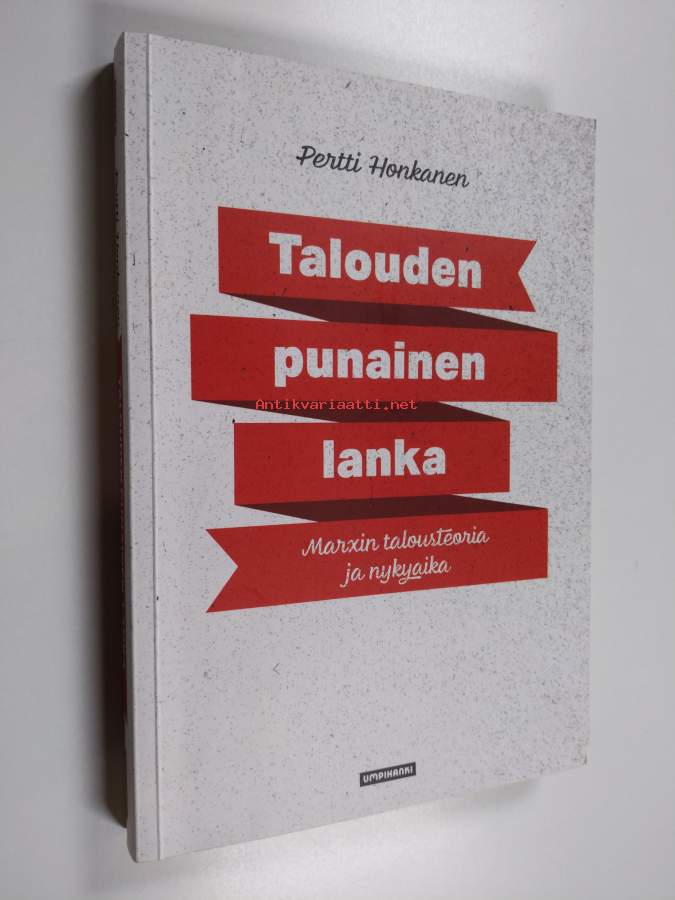 Pertti Honkanen
Talouden
punainen
Antikvariaatti.net
lanka
Marxin talousteoria
ja nykyaika
UMPIHANKI